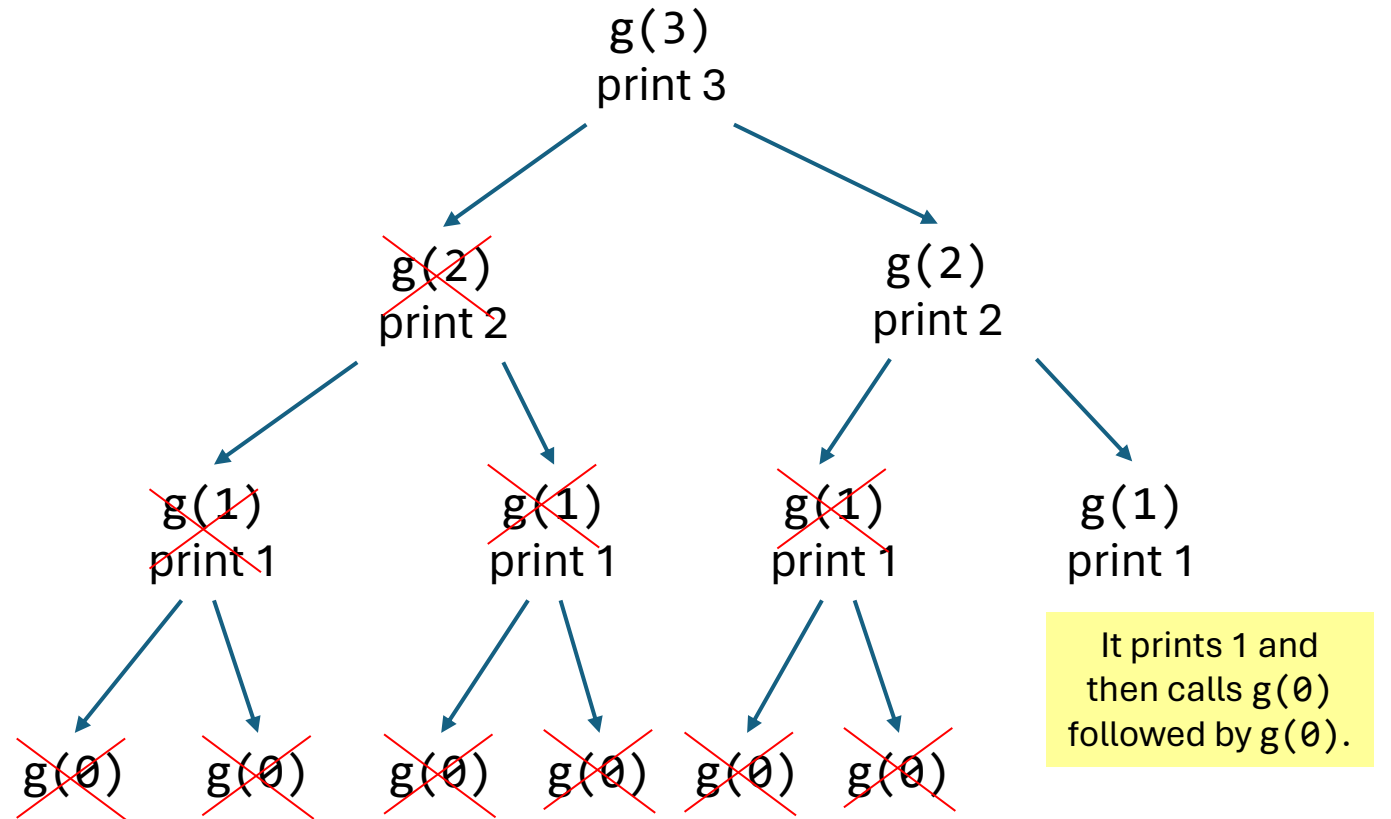 g(3)
print 3
g(2)
print 2
g(2)
print 2
g(1)
print 1
g(1)
print 1
g(1)
print 1
g(1)
print 1
It prints 1 and
then calls g(0)
followed by g(0).
g(0)
g(0)
g(0)
g(0)
g(0)
g(0)